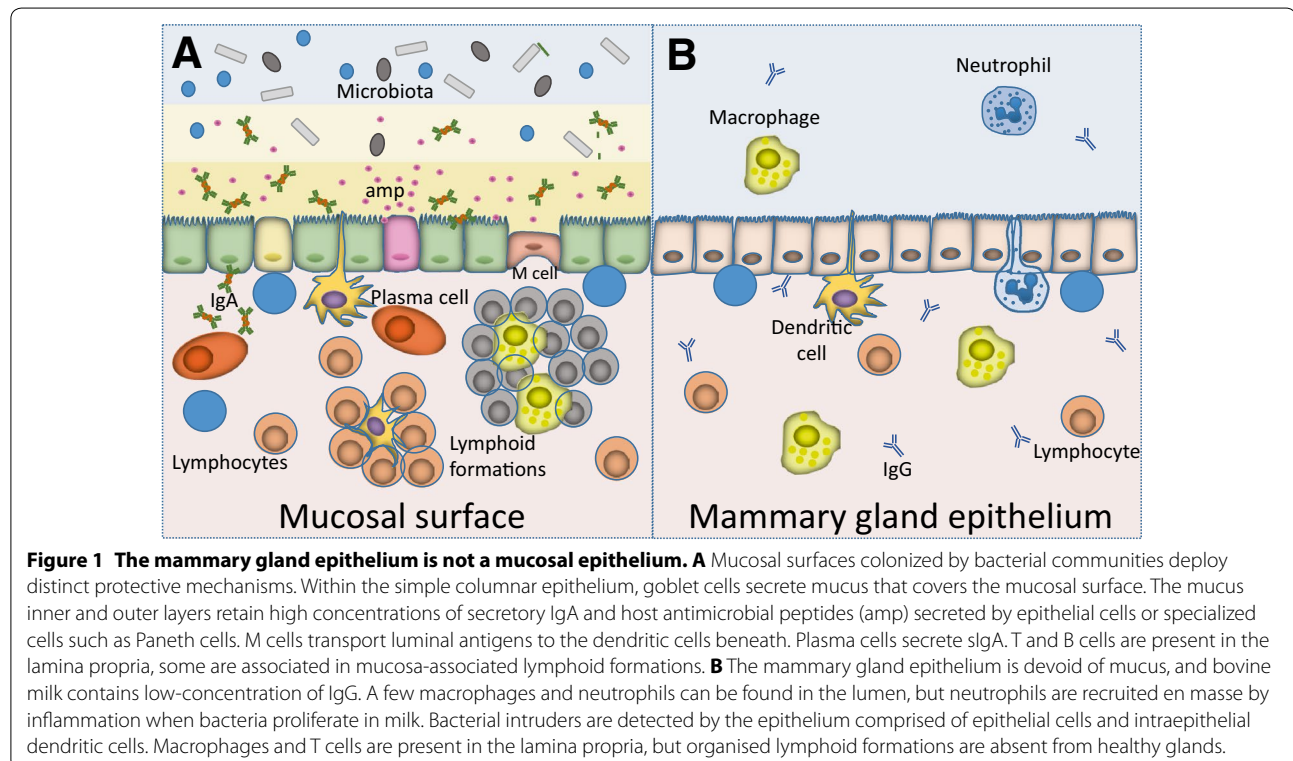 A
B
Microbiota
Neutrophil
Macrophage
amp
M cell
IgA
Plasma cell
Dendritic
cell
Lymphoid
formations
Lymphocytes
IgG
Lymphocyte
Mucosal surface
Mammary gland epithelium
Figure 1 The mammary gland epithelium is not a mucosal epithelium. A Mucosal surfaces colonized by bacterial communities deploy
distinct protective mechanisms. Within the simple columnar epithelium, goblet cells secrete mucus that covers the mucosal surface. The mucus
inner and outer layers retain high concentrations of secretory IgA and host antimicrobial peptides (amp) secreted by epithelial cells or specialized
cells such as Paneth cells. M cells transport luminal antigens to the dendritic cells beneath. Plasma cells secrete sIgA. T and B cells are present in the
lamina propria, some are associated in mucosa-associated lymphoid formations. B The mammary gland epithelium is devoid of mucus, and bovine
milk contains low-concentration of IgG. A few macrophages and neutrophils can be found in the lumen, but neutrophils are recruited en masse by
inflammation when bacteria proliferate in milk. Bacterial intruders are detected by the epithelium comprised of epithelial cells and intraepithelial
dendritic cells. Macrophages and T cells are present in the lamina propria, but organised lymphoid formations are absent from healthy glands.